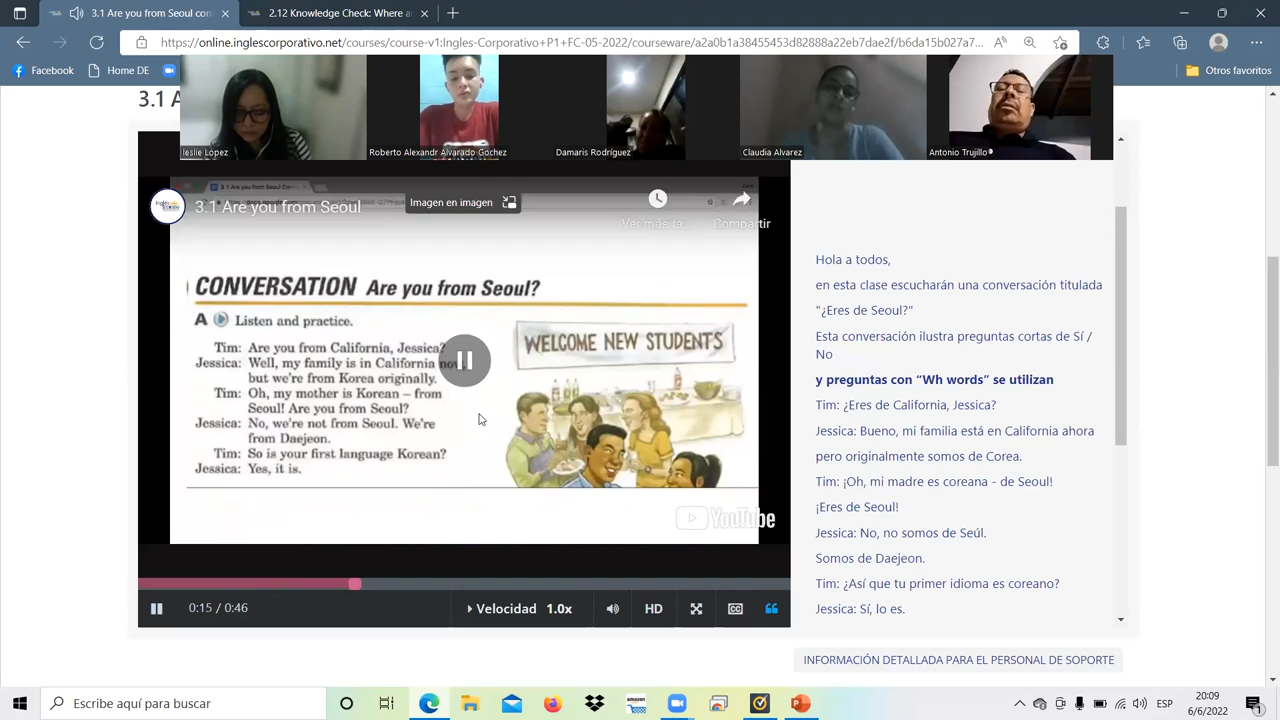 3.1 Are you from Seoul Con
2.12 Knowledge Check ar
https://online.inglescorporativo.net/courses/course-v1:Ingles-Corporativo+P1+FC-05-2022/courseware/a2a0b1a38455453d82888a22eb7dae2f/b6da15b027a7...
Facebook
Home DE
Otros favoritos
3.1 A
leslie López
Roberto Alexandr Alvarado Gochez
Damaris Rodríguez
Claudia Alvarez
Antonio Trujillo
3.1 Are you from Seoul
Imagen en imagen
Ver más ta...
Compartir
CONVERSATION Are you from Seoul?
A Listen and practice.
Tim: Are you from California, Jessica?
Jessica: Well, my family is in California now,
but we're from Korea originally.
Tim: Oh, my mother is Korean – from
Seoul! Are you from Seoul?
Jessica: No, we're not from Seoul. We're
from Daejeon.
Tim: So is your first language Korean?
Jessica: Yes, it is.
WELCOME NEW STUDENTS
YouTube
0:15 / 0:46
Velocidad 1.0x
HD
CC
Hola a todos,
en esta clase escucharán una conversación titulada
"¿Eres de Seoul?"
Esta conversación ilustra preguntas cortas de Sí /
No
y preguntas con “Wh words” se utilizan
Tim: ¿Eres de California, Jessica?
Jessica: Bueno, mi familia está en California ahora
pero originalmente somos de Corea.
Tim: ¡Oh, mi madre es coreana - de Seoul!
¡Eres de Seoul!
Jessica: No, no somos de Seúl.
Somos de Daejeon.
Tim: ¿Así que tu primer idioma es coreano?
Jessica: Sí, lo es.
INFORMACIÓN DETALLADA PARA EL PERSONAL DE SOPORTE
Escribe aquí para buscar
amazon
ESP
20:09
6/6/2022
1